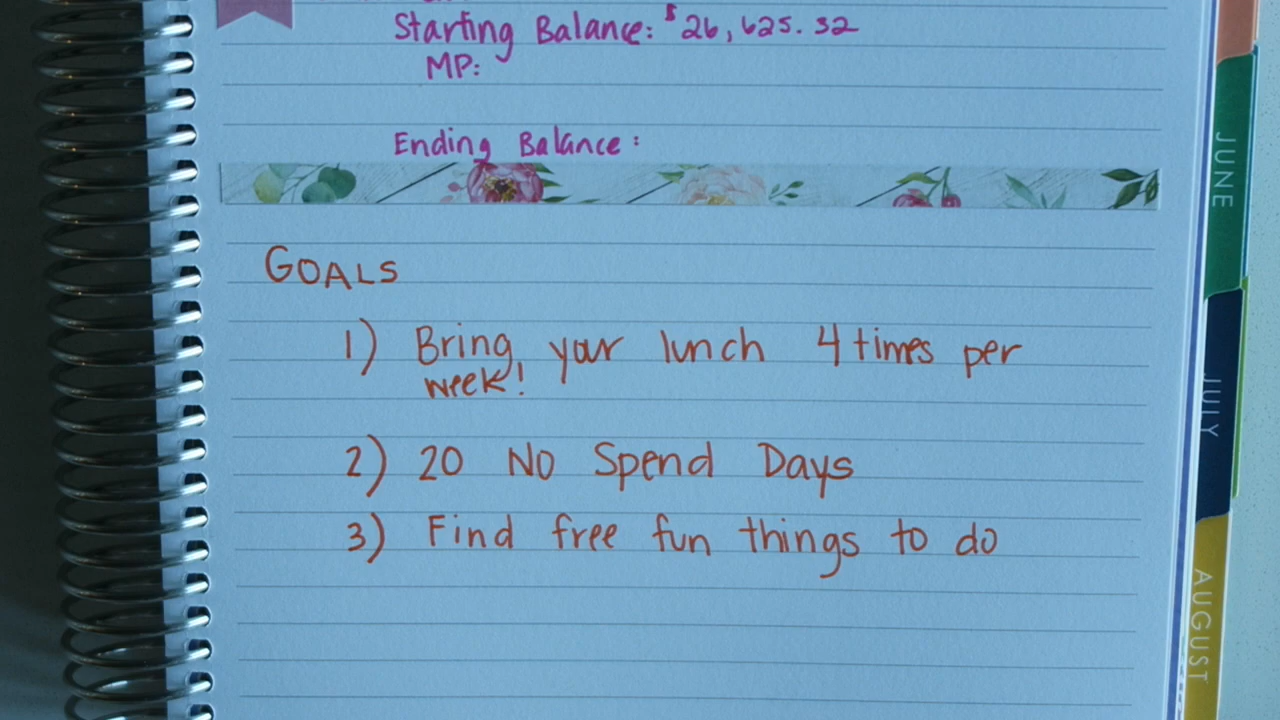 Starting Balance: $26,625.32
MP:
Ending Balance:
GOALS
1) Bring your lunch 4 times per
week!
2) 20 No Spend Days
3) Find free fun things to do
JUNE
JULY
AUGUST